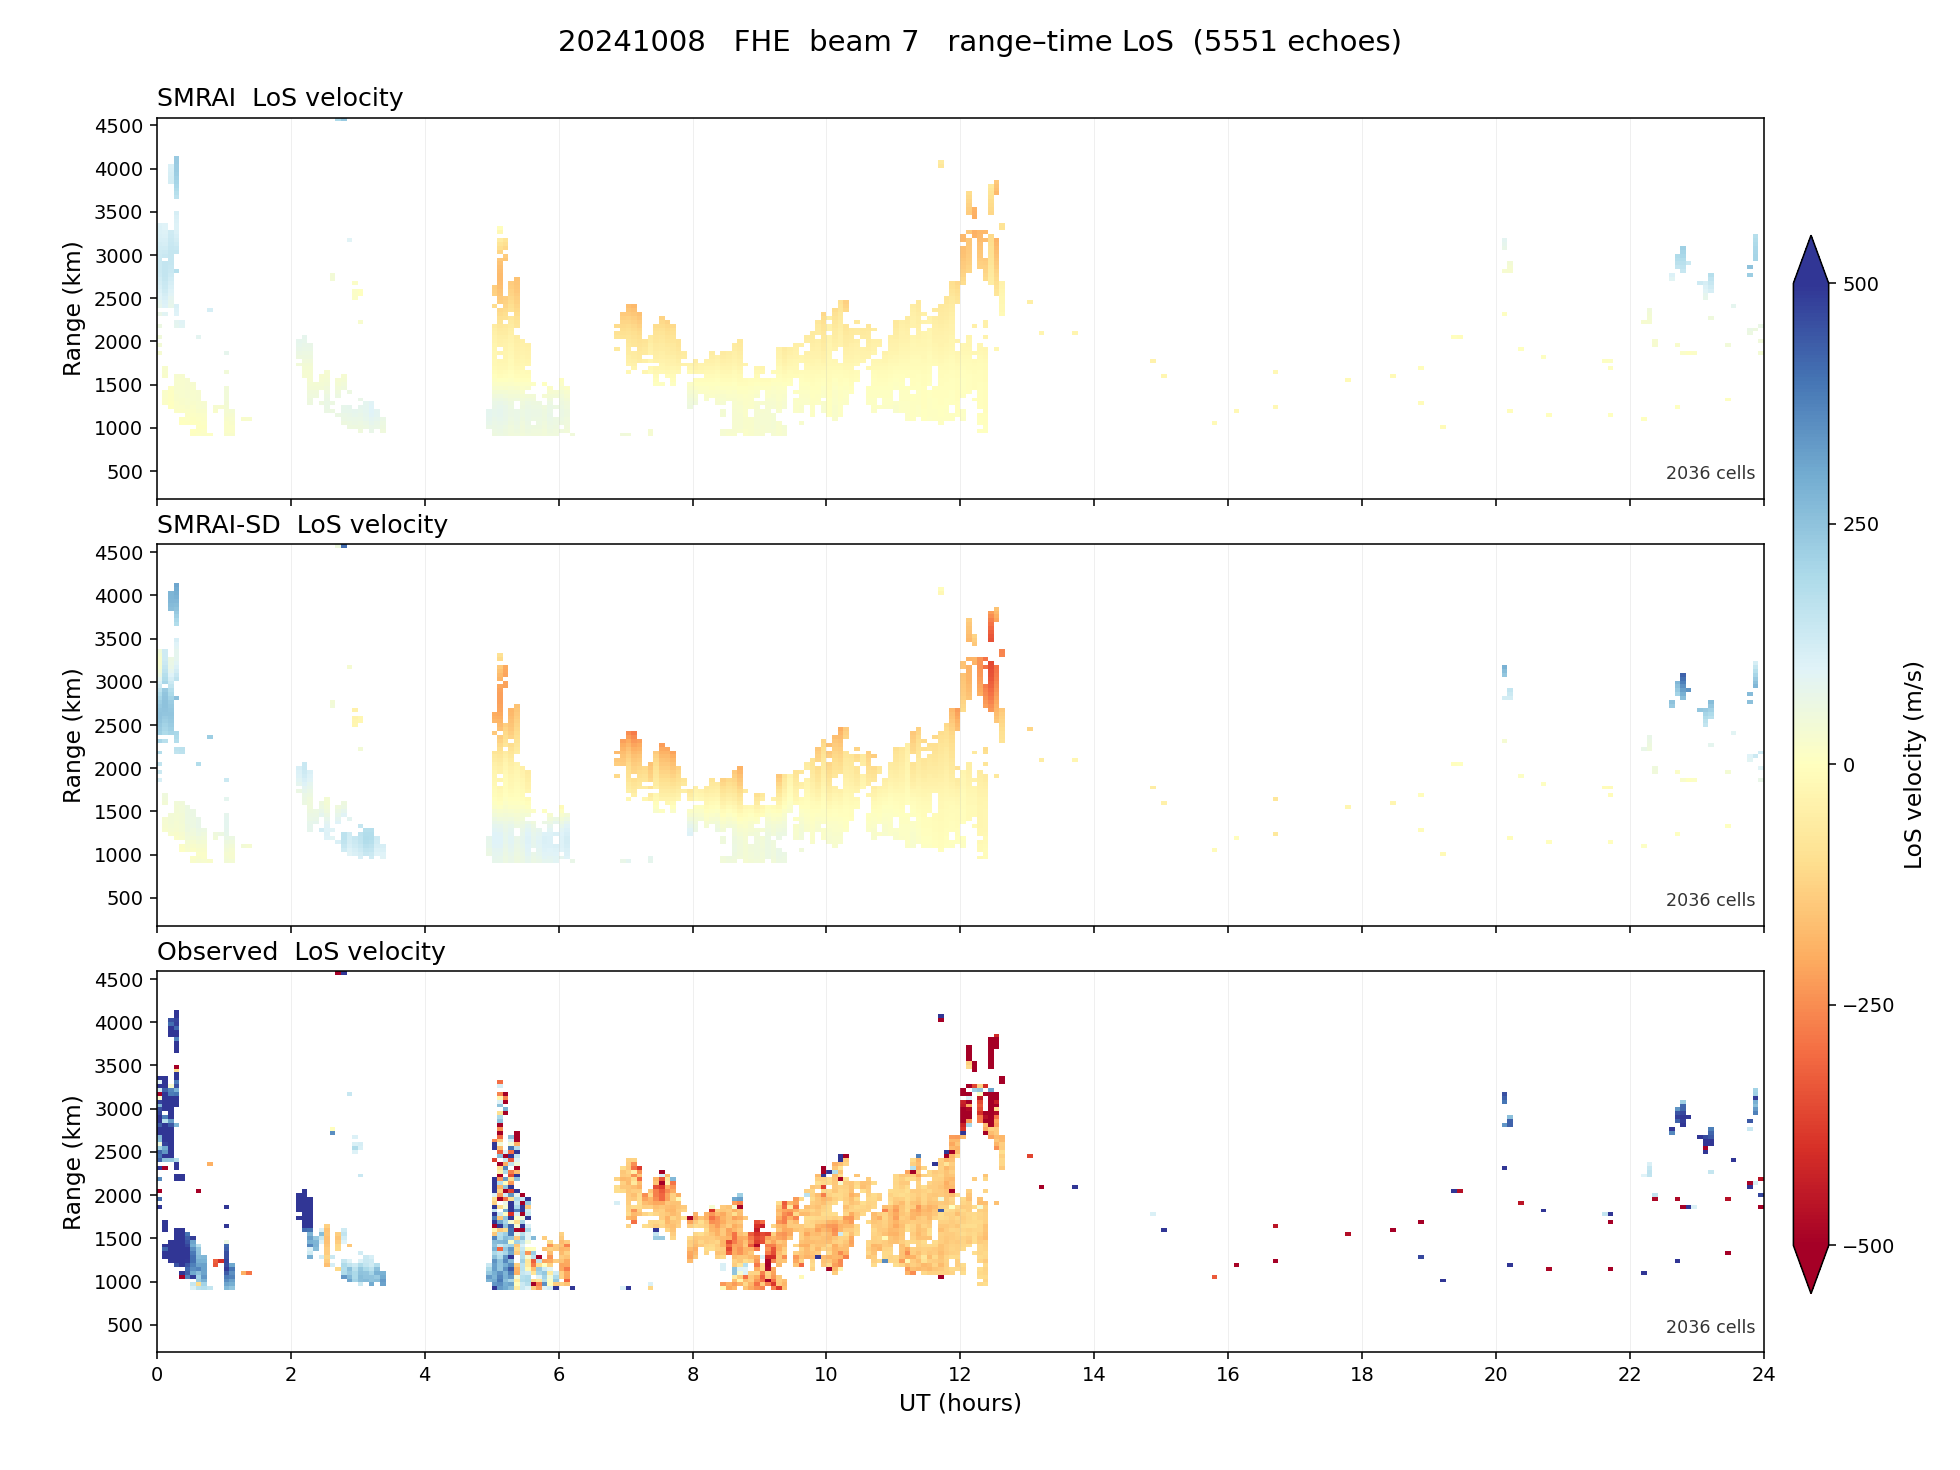 20241008   FHE  beam 7   range–time LoS  (5551 echoes)
SMRAI  LoS velocity
4500
4000
3500
3000
2500
2000
1500
1000
500
Range (km)
2036 cells
SMRAI-SD  LoS velocity
4500
4000
3500
3000
2500
2000
1500
1000
500
Range (km)
2036 cells
Observed  LoS velocity
4500
4000
3500
3000
2500
2000
1500
1000
500
Range (km)
2036 cells
0 2 4 6 8 10 12 14 16 18 20 22 24
UT (hours)
500
250
0
−250
−500
LoS velocity (m/s)